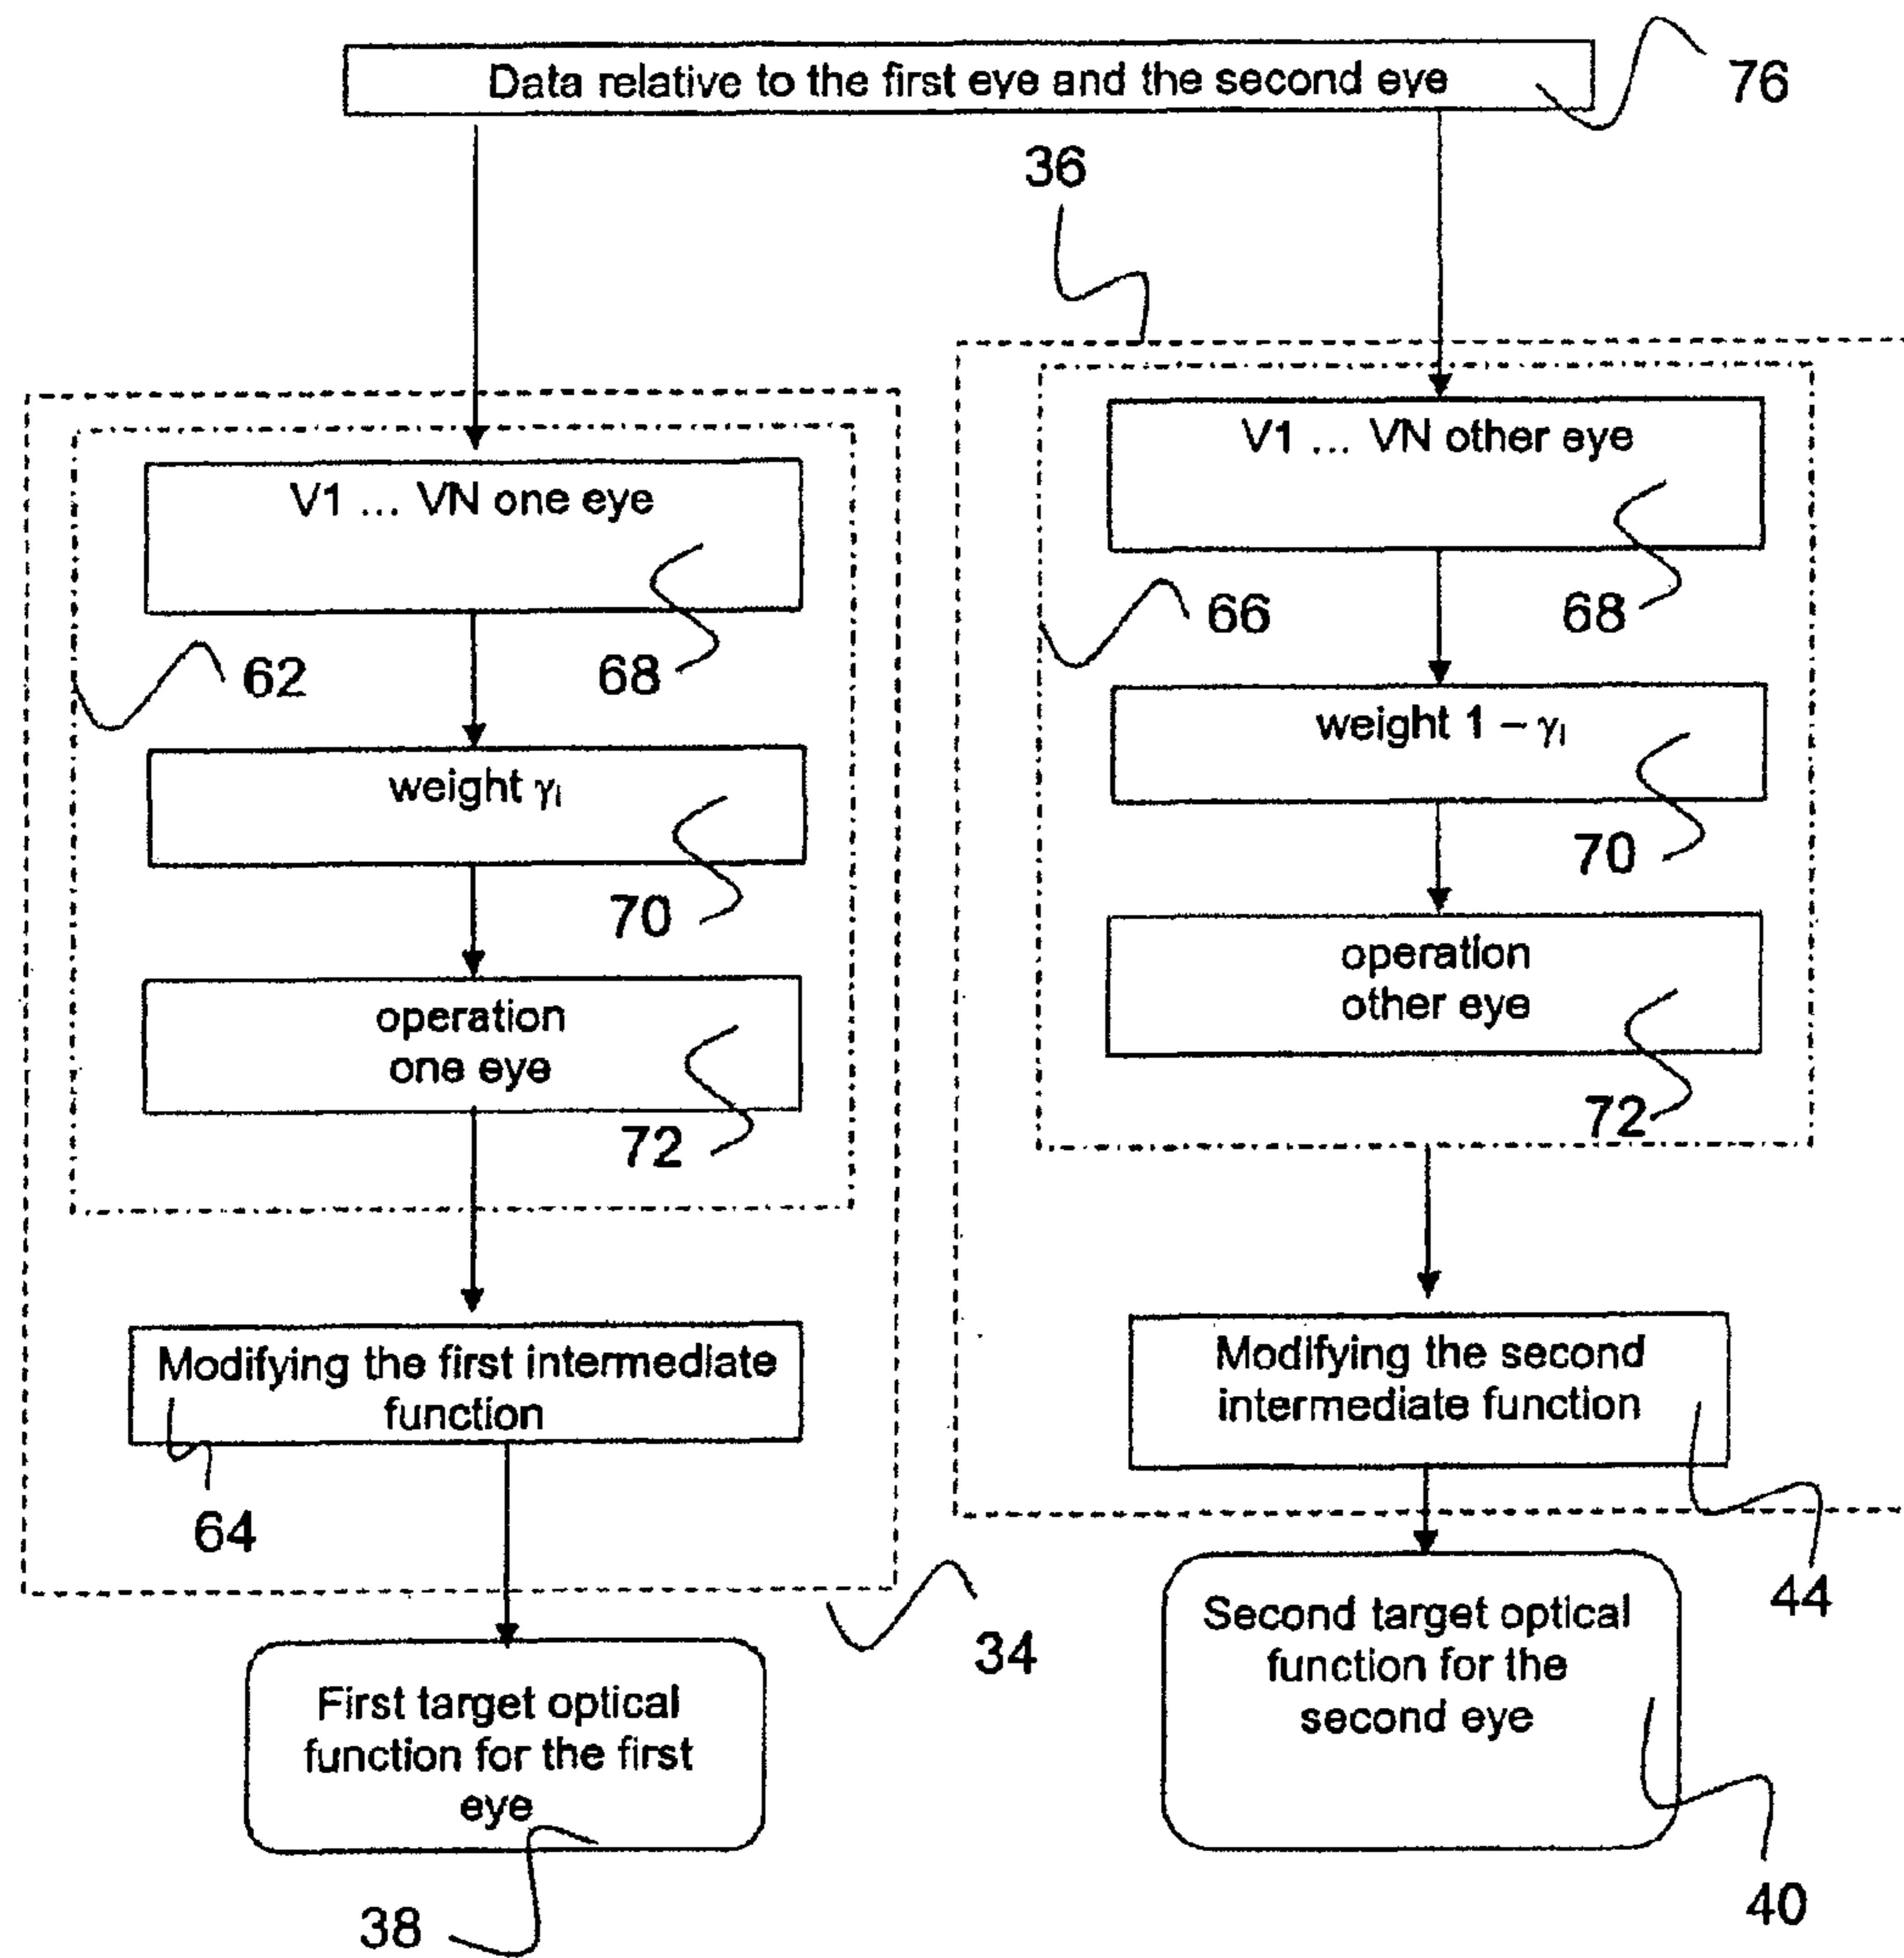 Data relative to the first eye and the second eye
76
36
V1 ... VN other eye
V1 ... VN one eye
66
68
62
68
weight 1 – γi
weight γi
70
70
operation
other eye
operation
one eye
72
72
Modifying the first intermediate
function
Modifying the second
intermediate function
64
44
34
Second target optical
function for the
second eye
First target optical
function for the first
eye
40
38